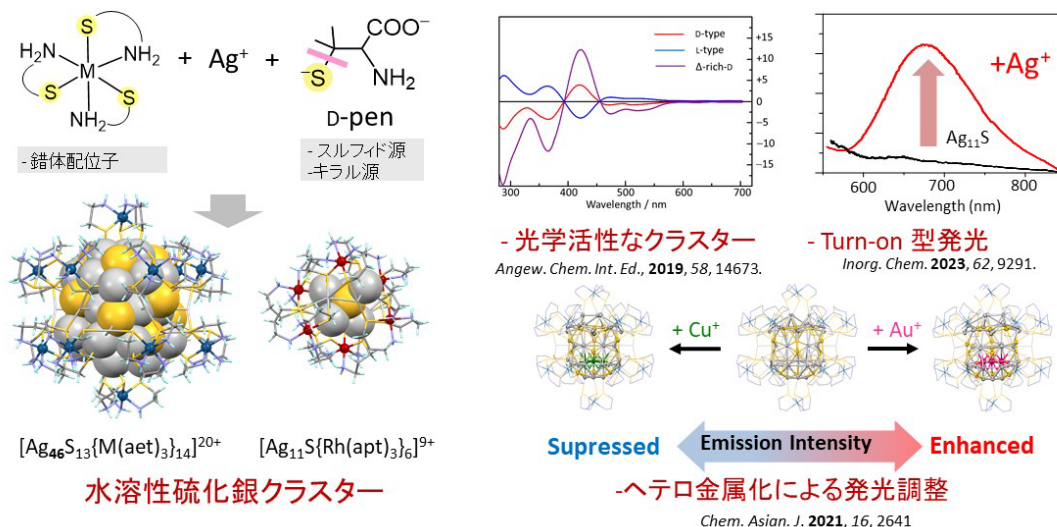 S
H₂N
NH₂
M
S
S
NH₂
+ Ag⁺ +
COO⁻
⁻S
NH₂
D-pen
- 錯体配位子
- スルフィド源
-キラル源
[Ag₄₆S₁₃{M(aet)₃}₁₄]²⁰⁺
[Ag₁₁S{Rh(apt)₃}₆]⁹⁺
水溶性硫化銀クラスター
D-type
L-type
Δ-rich-D
+15
+10
+5
0
-5
-10
-15
300 400 500 600 700
Wavelength / nm
- 光学活性なクラスター
Angew. Chem. Int. Ed., 2019, 58, 14673.
+Ag⁺
Ag₁₁S
600 700 800
Wavelength (nm)
- Turn-on 型発光
Inorg. Chem. 2023, 62, 9291.
+ Cu⁺
+ Au⁺
Supressed
Emission Intensity
Enhanced
-ヘテロ金属化による発光調整
Chem. Asian. J. 2021, 16, 2641